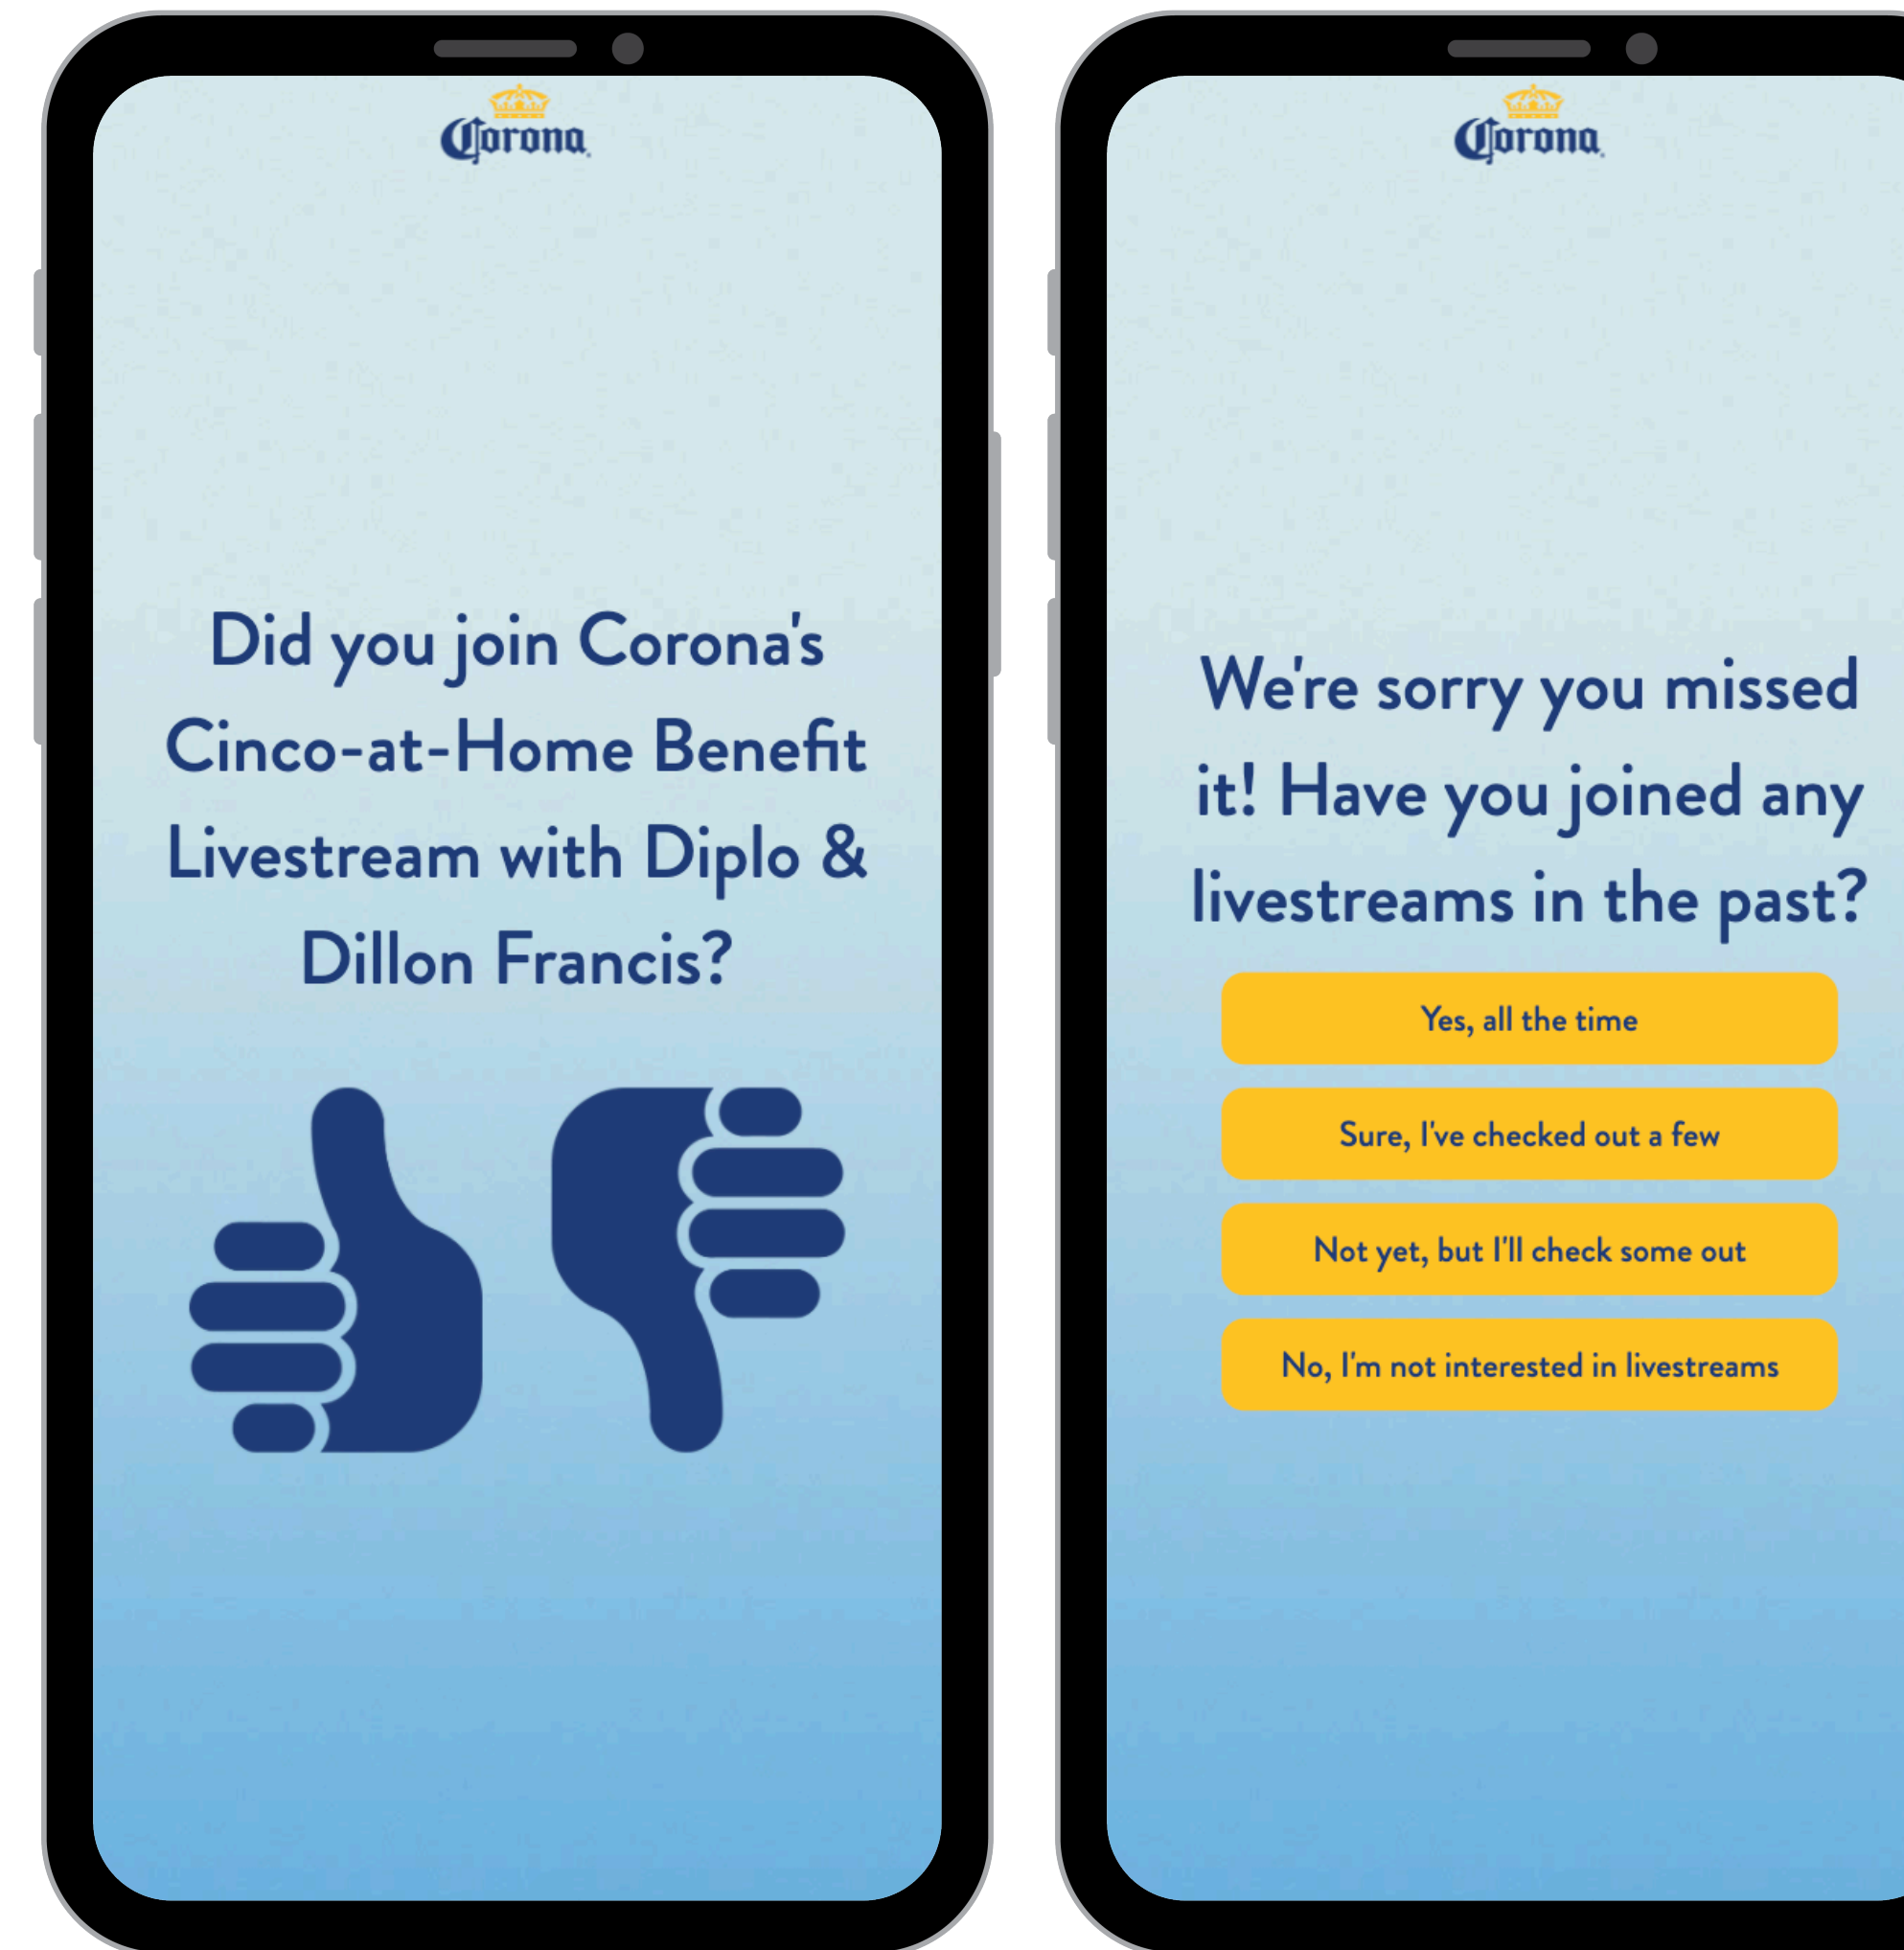 Corona
Did you join Corona's
Cinco-at-Home Benefit
Livestream with Diplo &
Dillon Francis?
Corona
We're sorry you missed
it! Have you joined any
livestreams in the past?
Yes, all the time
Sure, I've checked out a few
Not yet, but I'll check some out
No, I'm not interested in livestreams